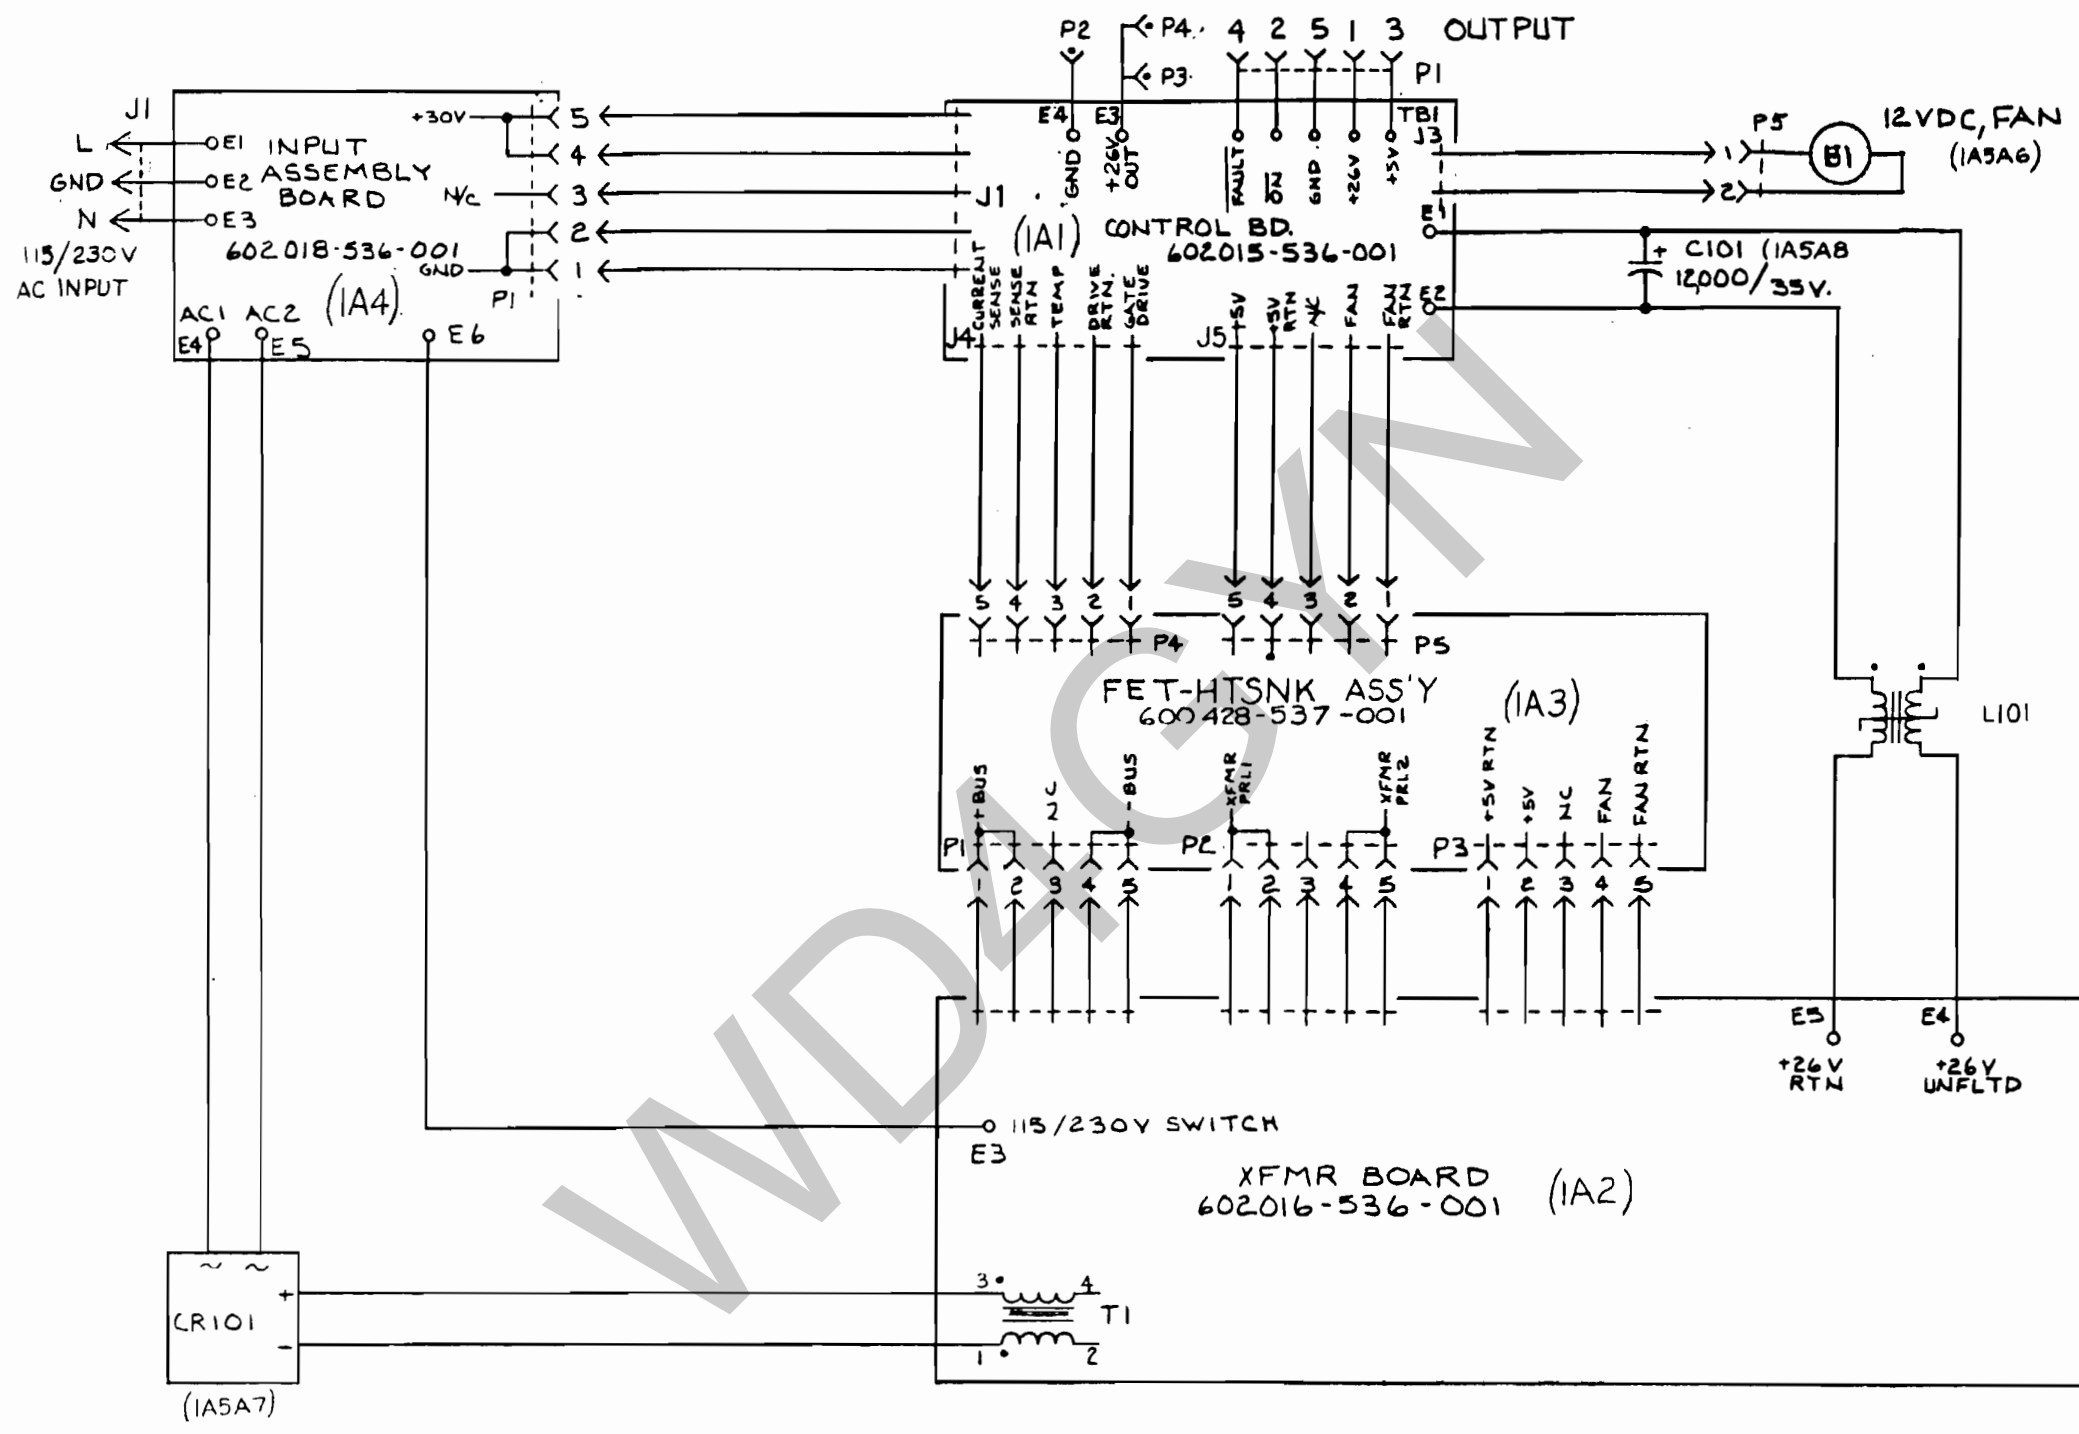 P2 P4 P3 4 2 5 1 3 OUTPUT
P1
J1
L E1 INPUT
GND E2 ASSEMBLY
BOARD
N E3
115/230V
AC INPUT
602018-536-001
(1A4)
+30V 5
4
N/C 3
2
GND 1
P1
AC1 AC2
E4 E5 E6
E4 E3 TB1
GND +26V OUT FAULT ON GND +26V +5V J3
J1
(1A1) CONTROL BD.
602015-536-001
E1
E2
CURRENT SENSE SENSE RTN TEMP DRIVE RTN. GATE DRIVE
J4
+5V +5V RTN N/C FAN FAN RTN
J5
P5
1
2
B1
12VDC, FAN
(1A5A6)
+ C101 (1A5A8
12,000/35V.
5 4 3 2 1 P4
5 4 3 2 1 P5
FET-HTSNK ASS'Y
600428-537-001
(1A3)
L101
+BUS NC -BUS
XFMR PRL1 XFMR PRL2
+5V RTN +5V NC FAN FAN RTN
P1 P2 P3
1 2 3 4 5 1 2 3 4 5 1 2 3 4 5
E5 E4
+26V +26V
RTN UNFLTD
115/230V SWITCH
E3
XFMR BOARD
602016-536-001
(1A2)
~ ~
+
CR101
-
(1A5A7)
3 4
T1
1 2
WD4GYN